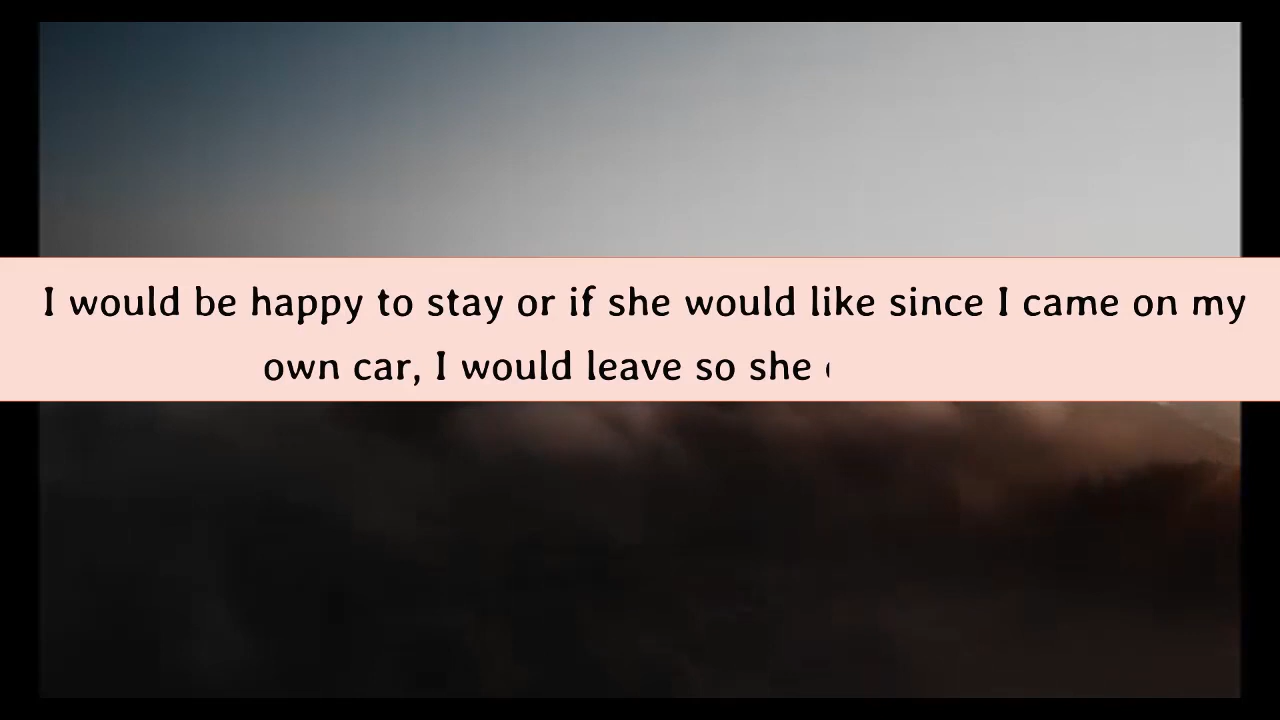 I would be happy to stay or if she would like since I came on my
own car, I would leave so she